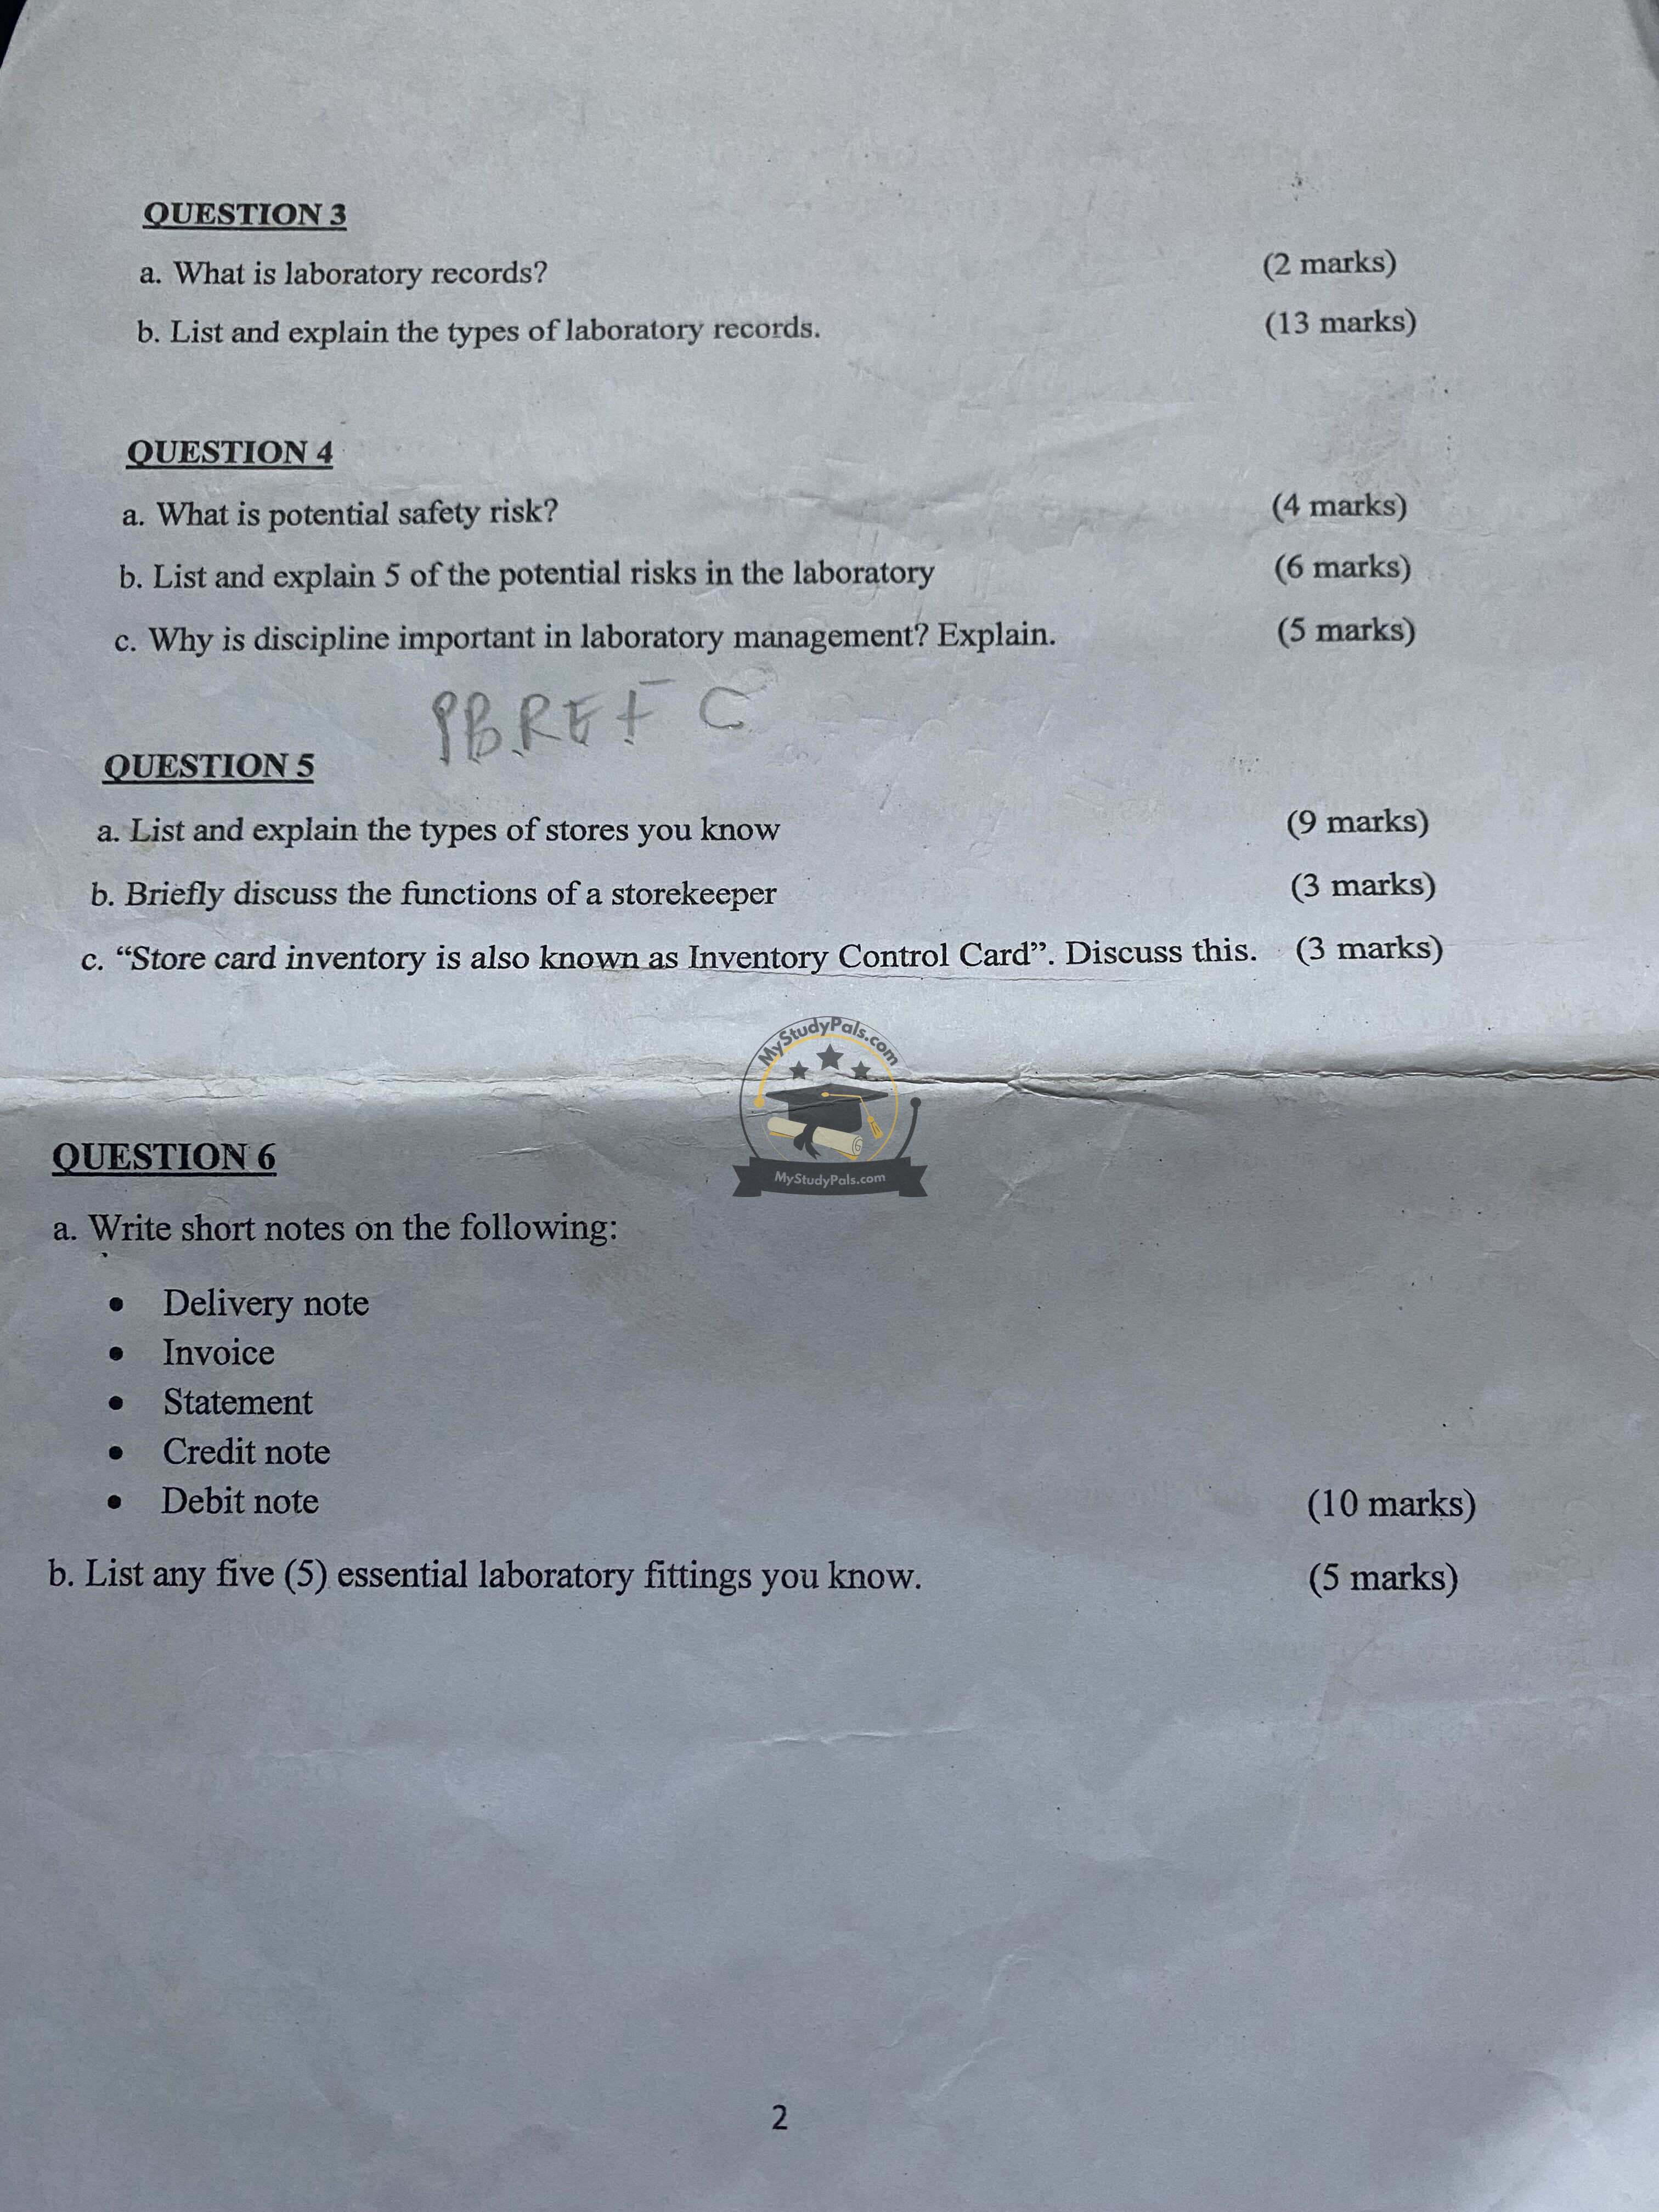 QUESTION 3
a. What is laboratory records? (2 marks)
b. List and explain the types of laboratory records. (13 marks)
QUESTION 4
a. What is potential safety risk? (4 marks)
b. List and explain 5 of the potential risks in the laboratory (6 marks)
c. Why is discipline important in laboratory management? Explain. (5 marks)
PBREF C
QUESTION 5
a. List and explain the types of stores you know (9 marks)
b. Briefly discuss the functions of a storekeeper (3 marks)
c. “Store card inventory is also known as Inventory Control Card”. Discuss this. (3 marks)
MyStudyPals.com
MyStudyPals.com
QUESTION 6
a. Write short notes on the following:
• Delivery note
• Invoice
• Statement
• Credit note
• Debit note (10 marks)
b. List any five (5) essential laboratory fittings you know. (5 marks)
2